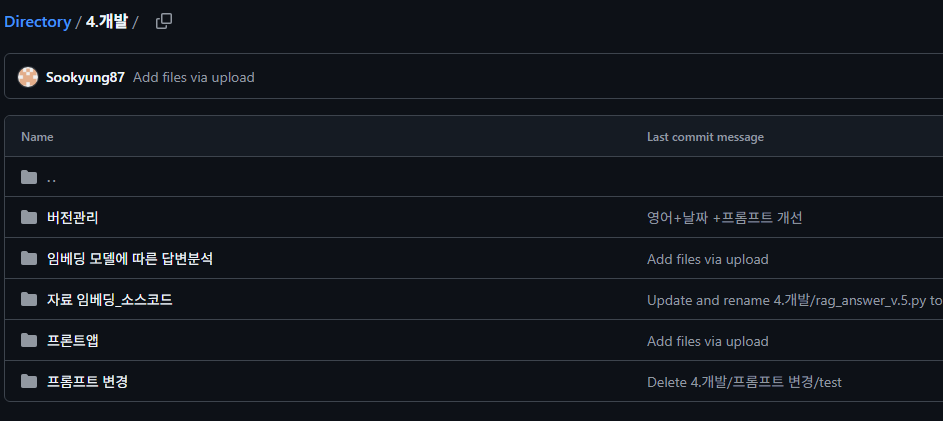 Directory / 4.개발 /
Sookyung87 Add files via upload
Name Last commit message
..
버전관리 영어+날짜 +프롬프트 개선
임베딩 모델에 따른 답변분석 Add files via upload
자료 임베딩_소스코드 Update and rename 4.개발/rag_answer_v.5.py to
프론트앱 Add files via upload
프롬프트 변경 Delete 4.개발/프롬프트 변경/test